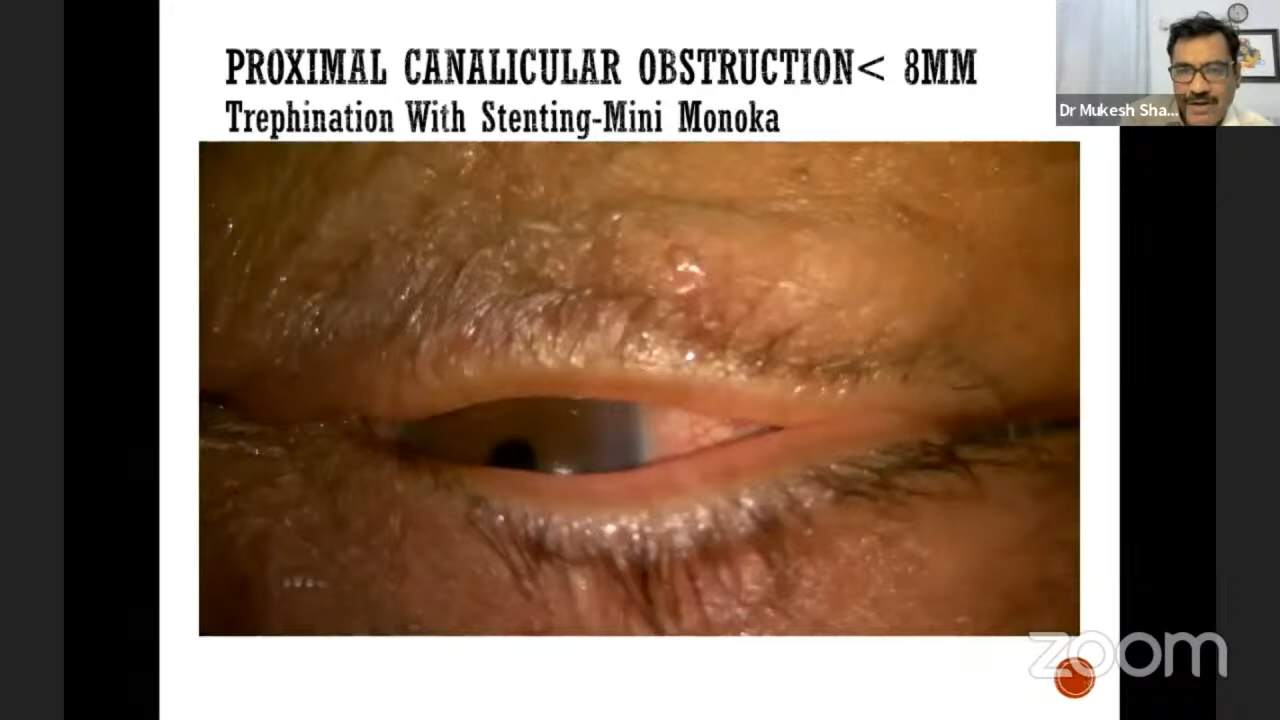 PROXIMAL CANALICULAR OBSTRUCTION< 8MM
Trephination With Stenting-Mini Monoka
Dr Mukesh Sha...
zoom